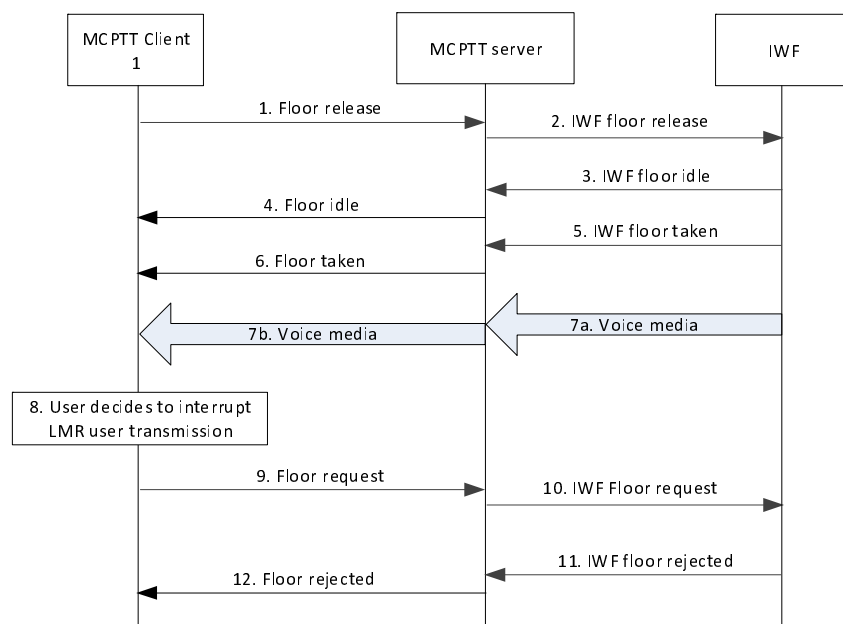 MCPTT Client
1
MCPTT server
IWF
1. Floor release
2. IWF floor release
3. IWF floor idle
4. Floor idle
5. IWF floor taken
6. Floor taken
7a. Voice media
7b. Voice media
8. User decides to interrupt
LMR user transmission
9. Floor request
10. IWF Floor request
11. IWF floor rejected
12. Floor rejected